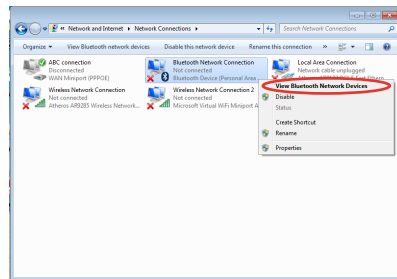 « Network and Internet ▸ Network Connections ▸
Search Network Connections
Organize ▾ View Bluetooth network devices Disable this network device Rename this connection »
ABC connection
Disconnected
WAN Miniport (PPPOE)
Bluetooth Network Connection
Not connected
Bluetooth Device (Personal Area
Local Area Connection
Network cable unplugged
Wireless Network Connection
Not connected
Atheros AR9285 Wireless Network...
Wireless Network Connection 2
Not connected
Microsoft Virtual WiFi Miniport A
View Bluetooth Network Devices
Disable
Status
Create Shortcut
Rename
Properties